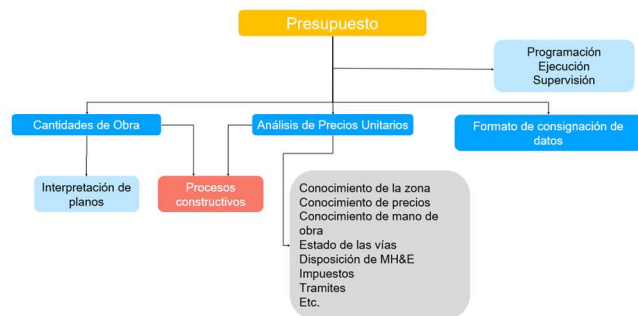 Presupuesto
Programación
Ejecución
Supervisión
Cantidades de Obra
Análisis de Precios Unitarios
Formato de consignación de
datos
Interpretación de
planos
Procesos
constructivos
Conocimiento de la zona
Conocimiento de precios
Conocimiento de mano de
obra
Estado de las vías
Disposición de MH&E
Impuestos
Tramites
Etc.